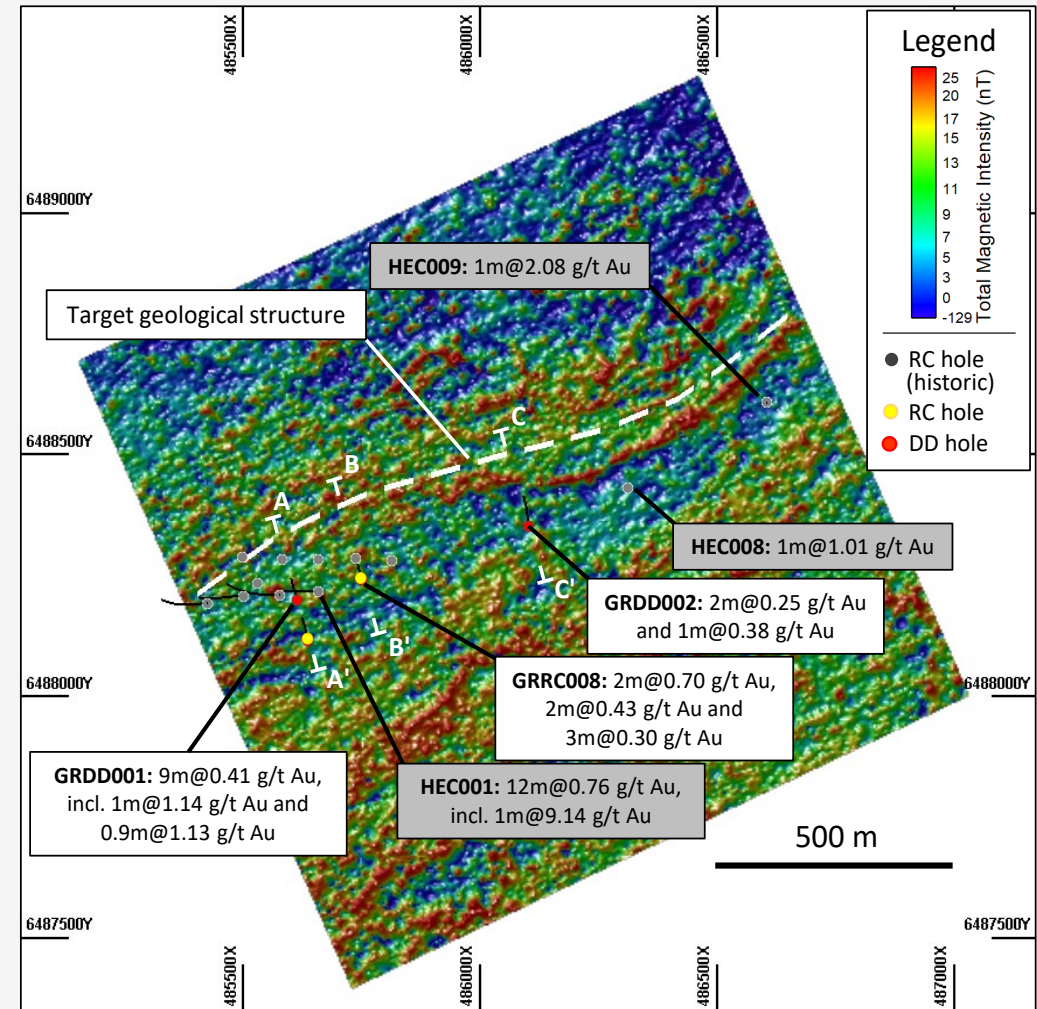 485500X
486000X
486500X
Legend
25
20
17
15
13
11
9
7
5
3
0
-129
Total Magnetic Intensity (nT)
RC hole
(historic)
RC hole
DD hole
6489000Y
HEC009: 1m@2.08 g/t Au
Target geological structure
6488500Y
C
B
A
HEC008: 1m@1.01 g/t Au
C'
GRDD002: 2m@0.25 g/t Au
and 1m@0.38 g/t Au
B'
A'
6488000Y
6488000Y
GRRC008: 2m@0.70 g/t Au,
2m@0.43 g/t Au and
3m@0.30 g/t Au
GRDD001: 9m@0.41 g/t Au,
incl. 1m@1.14 g/t Au and
0.9m@1.13 g/t Au
HEC001: 12m@0.76 g/t Au,
incl. 1m@9.14 g/t Au
500 m
6487500Y
6487500Y
485500X
486000X
486500X
487000X